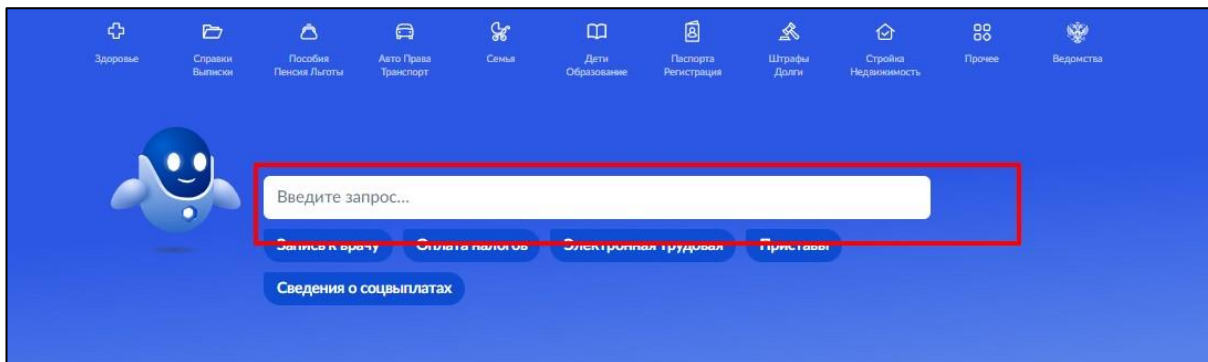 Здоровье
Справки
Выписки
Пособия
Пенсия Льготы
Авто Права
Транспорт
Семья
Дети
Образование
Паспорта
Регистрация
Штрафы
Долги
Стройка
Недвижимость
Прочее
Ведомства
Введите запрос...
Запись к врачу
Оплата налогов
Электронная трудовая
Приставы
Сведения о соцвыплатах